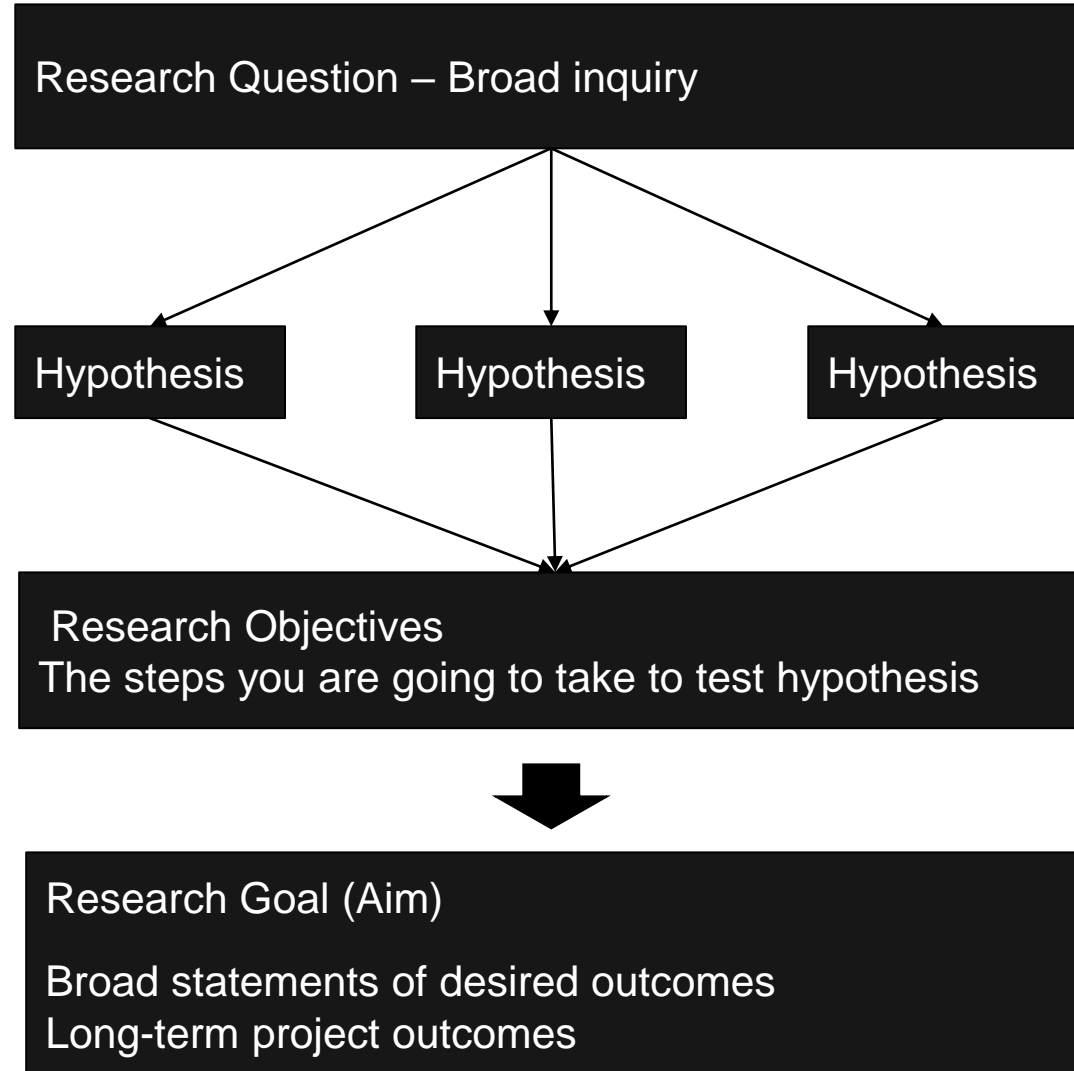 Research Question – Broad inquiry
Hypothesis
Hypothesis
Hypothesis
Research Objectives
The steps you are going to take to test hypothesis
Research Goal (Aim)
Broad statements of desired outcomes
Long-term project outcomes